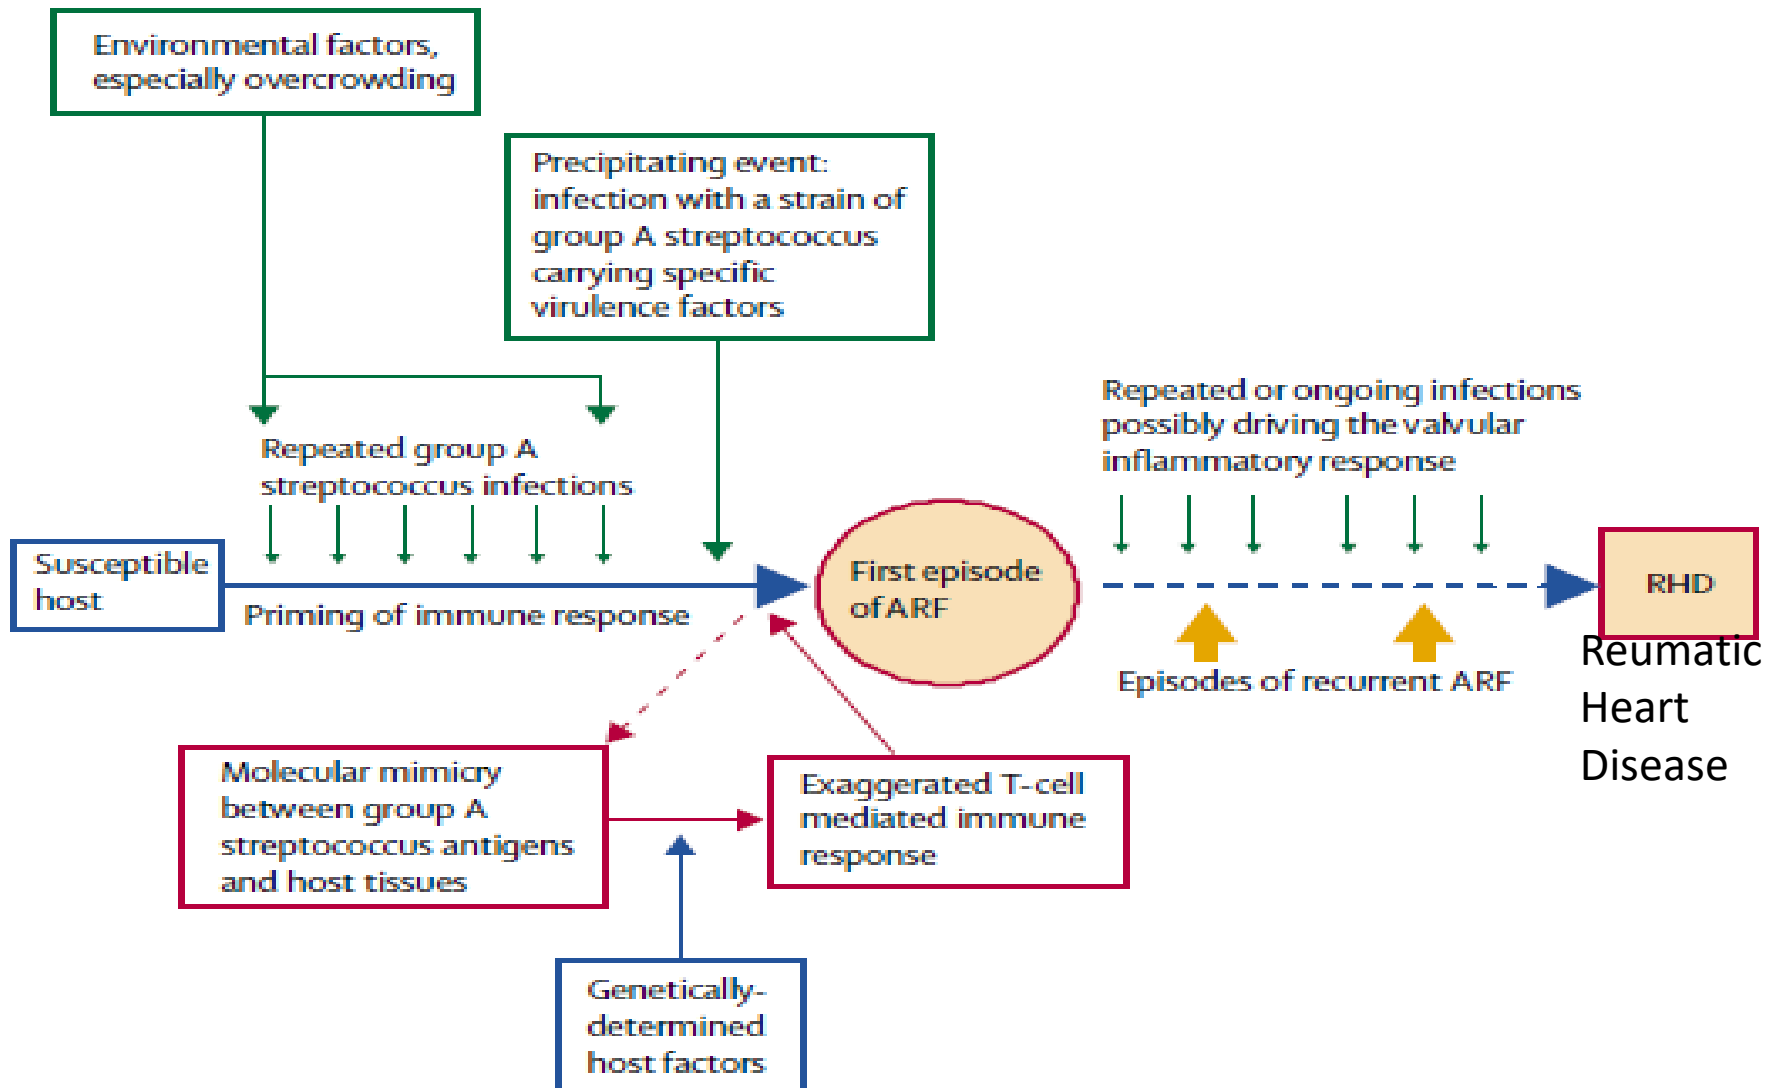 Environmental factors,
especially overcrowding
Precipitating event:
infection with a strain of
group A streptococcus
carrying specific
virulence factors
Repeated group A
streptococcus infections
Repeated or ongoing infections
possibly driving the valvular
inflammatory response
Susceptible
host
Priming of immune response
First episode
of ARF
RHD
Reumatic
Heart
Disease
Episodes of recurrent ARF
Molecular mimicry
between group A
streptococcus antigens
and host tissues
Exaggerated T-cell
mediated immune
response
Genetically-
determined
host factors